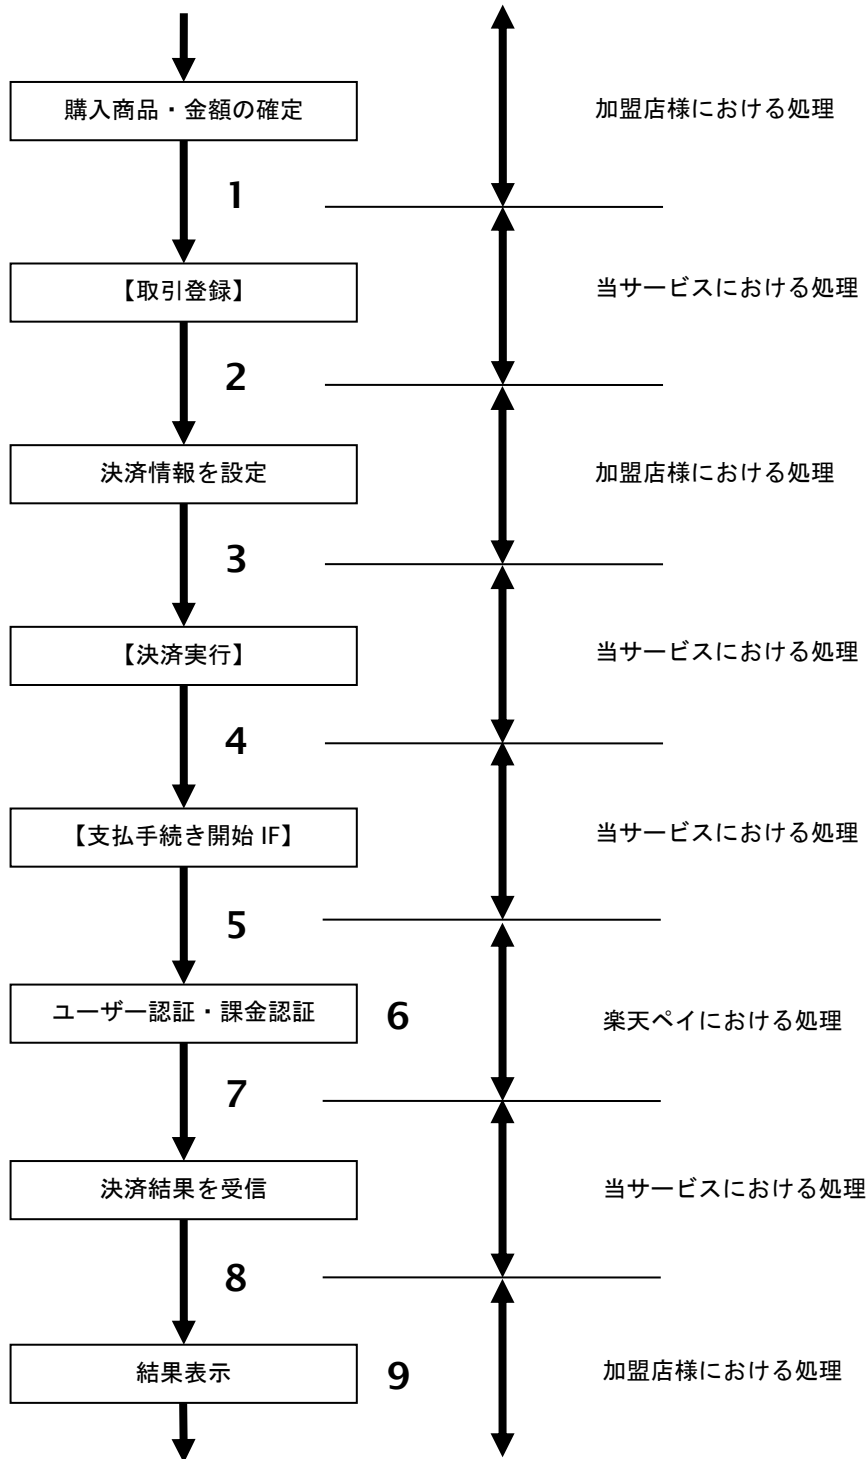 購入商品・金額の確定
加盟店様における処理
1
【取引登録】
当サービスにおける処理
2
決済情報を設定
加盟店様における処理
3
【決済実行】
当サービスにおける処理
4
【支払手続き開始 IF】
当サービスにおける処理
5
ユーザー認証・課金認証
6
楽天ペイにおける処理
7
決済結果を受信
当サービスにおける処理
8
結果表示
9
加盟店様における処理